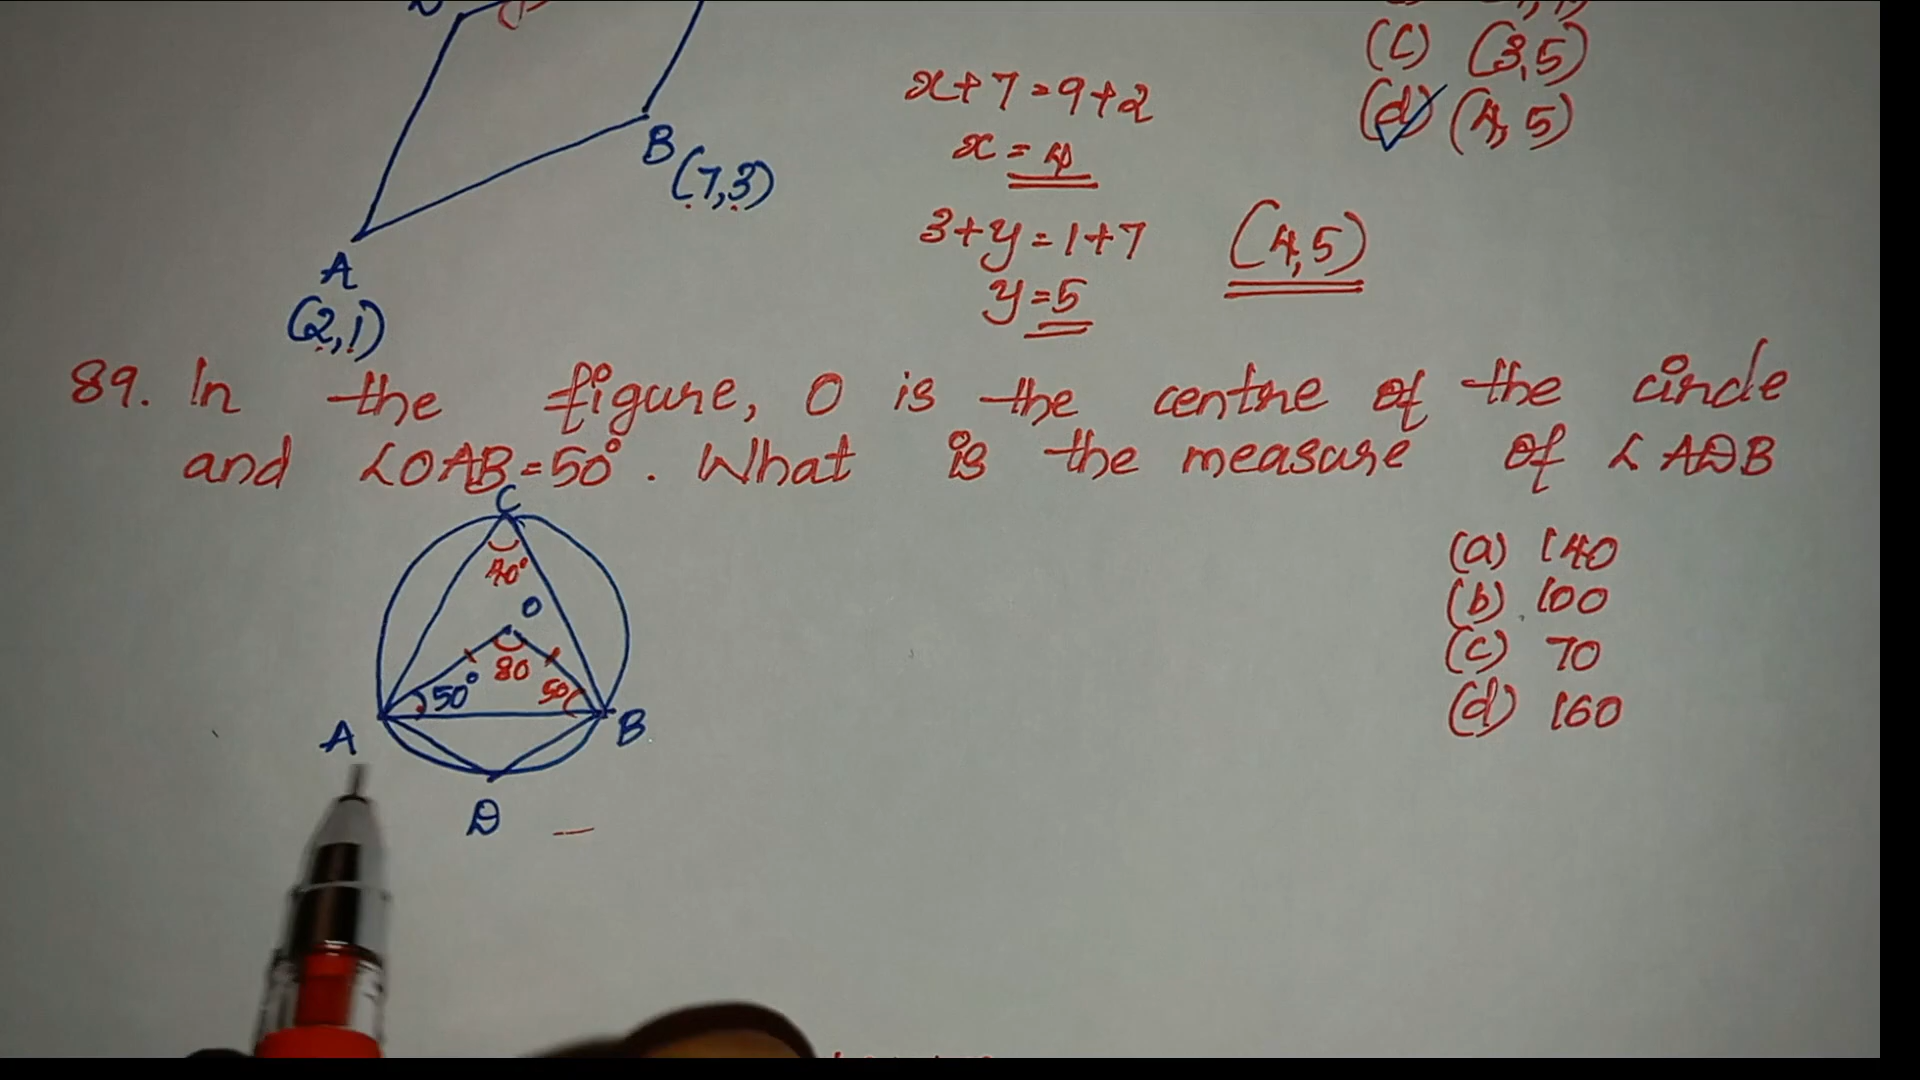 (c) (3,5)
x+7=9+2
(d) (4,5)
x=4
B (7,3)
3+y=1+7 (4,5)
A
y=5
(2,1)
89. In the figure, O is the centre of the circle
and ∠OAB=50°. What is the measure of ∠ADB
C
(a) 140
40°
(b) 100
O
80
(c) 70
50° 50
(d) 160
A B
D